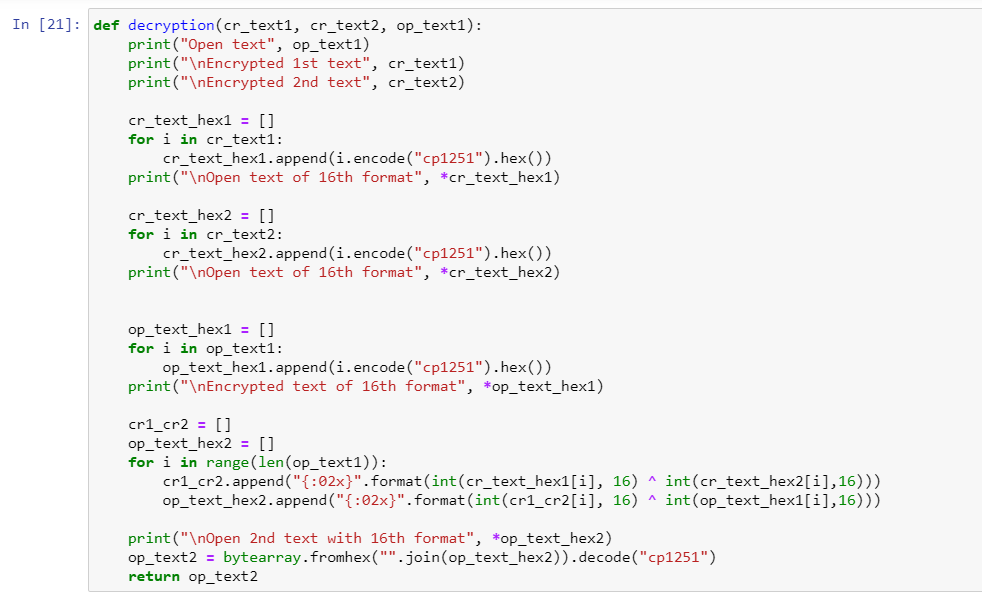 In [21]: def decryption(cr_text1, cr_text2, op_text1):
    print("Open text", op_text1)
    print("\nEncrypted 1st text", cr_text1)
    print("\nEncrypted 2nd text", cr_text2)

    cr_text_hex1 = []
    for i in cr_text1:
        cr_text_hex1.append(i.encode("cp1251").hex())
    print("\nOpen text of 16th format", *cr_text_hex1)

    cr_text_hex2 = []
    for i in cr_text2:
        cr_text_hex2.append(i.encode("cp1251").hex())
    print("\nOpen text of 16th format", *cr_text_hex2)


    op_text_hex1 = []
    for i in op_text1:
        op_text_hex1.append(i.encode("cp1251").hex())
    print("\nEncrypted text of 16th format", *op_text_hex1)

    cr1_cr2 = []
    op_text_hex2 = []
    for i in range(len(op_text1)):
        cr1_cr2.append("{:02x}".format(int(cr_text_hex1[i], 16) ^ int(cr_text_hex2[i],16)))
        op_text_hex2.append("{:02x}".format(int(cr1_cr2[i], 16) ^ int(op_text_hex1[i],16)))

    print("\nOpen 2nd text with 16th format", *op_text_hex2)
    op_text2 = bytearray.fromhex("".join(op_text_hex2)).decode("cp1251")
    return op_text2